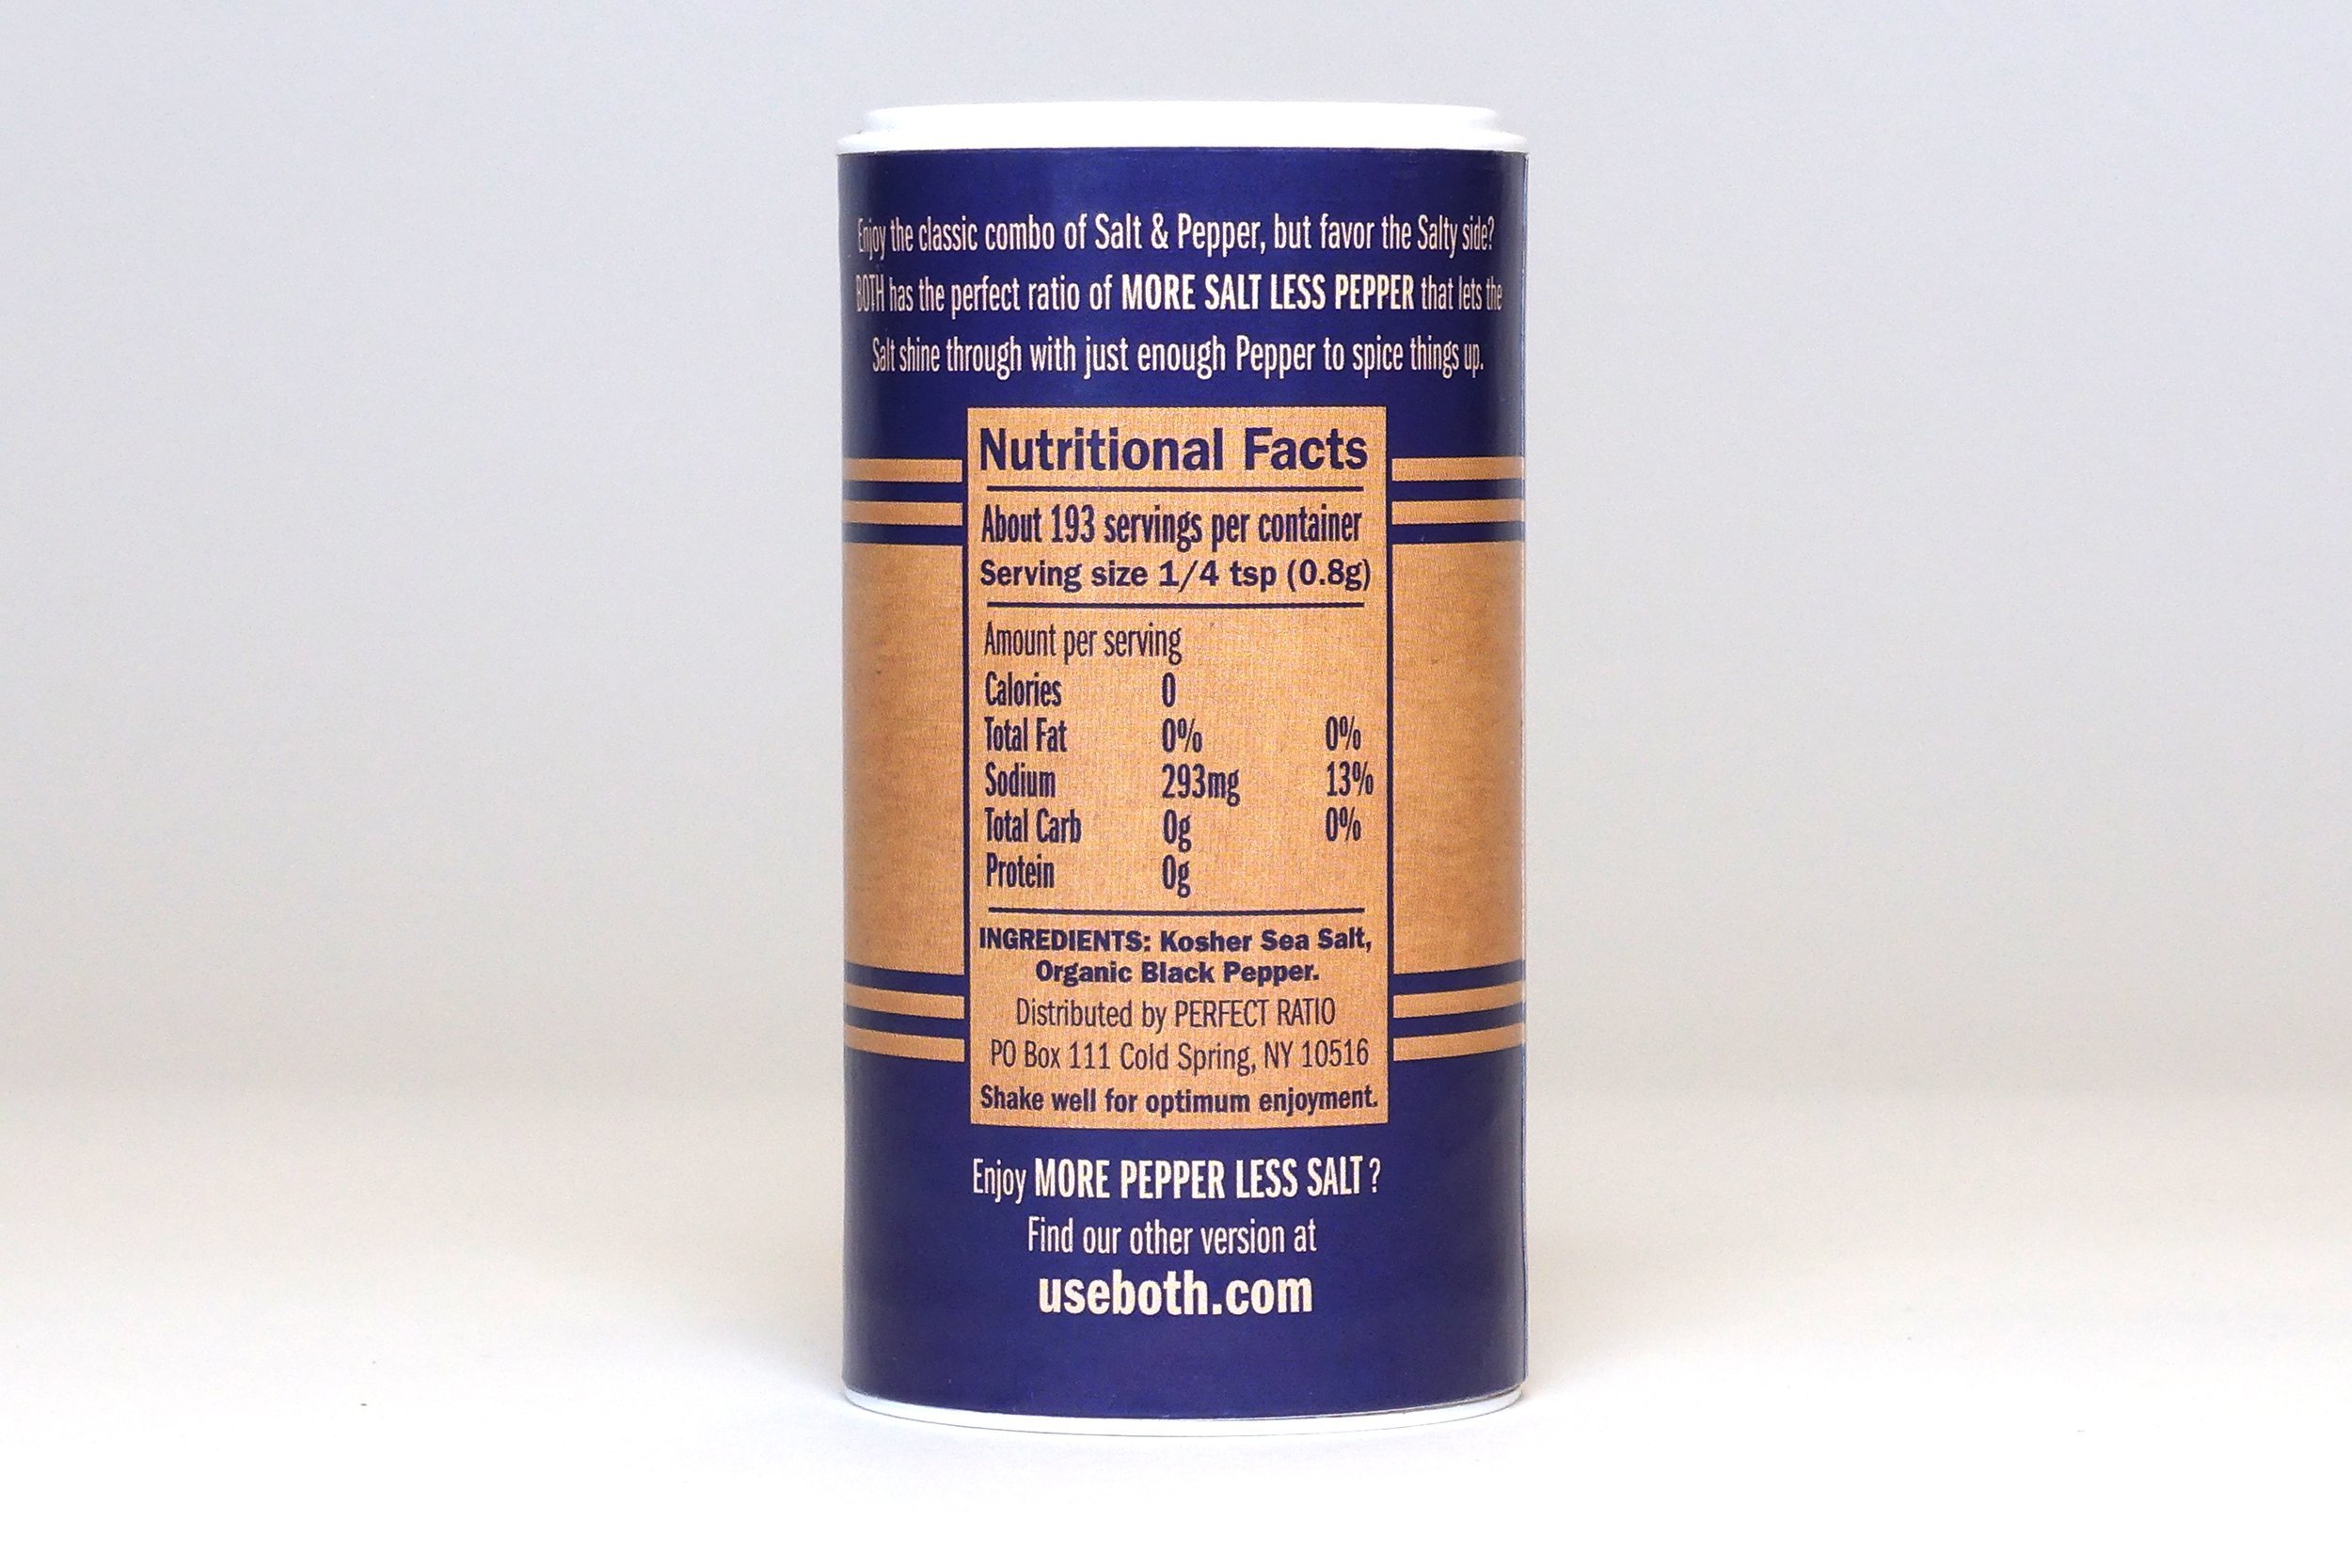 Enjoy the classic combo of Salt & Pepper, but favor the Salty side?
BOTH has the perfect ratio of MORE SALT LESS PEPPER that lets the
Salt shine through with just enough Pepper to spice things up.
Nutritional Facts
About 193 servings per container
Serving size 1/4 tsp (0.8g)
Amount per serving
Calories 0
Total Fat 0% 0%
Sodium 293mg 13%
Total Carb 0g 0%
Protein 0g
INGREDIENTS: Kosher Sea Salt,
Organic Black Pepper.
Distributed by PERFECT RATIO
PO Box 111 Cold Spring, NY 10516
Shake well for optimum enjoyment.
Enjoy MORE PEPPER LESS SALT?
Find our other version at
useboth.com